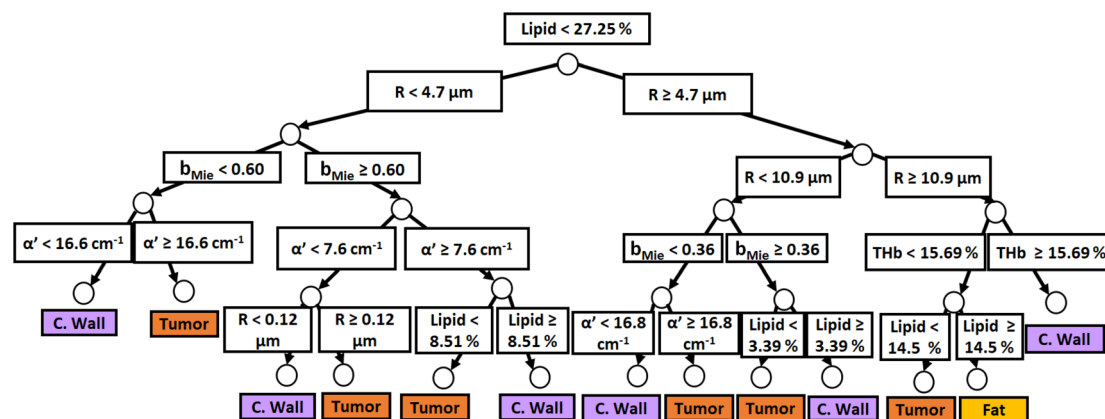 Lipid < 27.25 %
R < 4.7 µm
R ≥ 4.7 µm
bMie < 0.60
bMie ≥ 0.60
R < 10.9 µm
R ≥ 10.9 µm
α’ < 16.6 cm-1
α’ ≥ 16.6 cm-1
α’ < 7.6 cm-1
α’ ≥ 7.6 cm-1
bMie < 0.36
bMie ≥ 0.36
THb < 15.69 %
THb ≥ 15.69 %
C. Wall
Tumor
R < 0.12
µm
R ≥ 0.12
µm
Lipid <
8.51 %
Lipid ≥
8.51 %
α’ < 16.8
cm-1
α’ ≥ 16.8
cm-1
Lipid <
3.39 %
Lipid ≥
3.39 %
Lipid <
14.5 %
Lipid ≥
14.5 %
C. Wall
C. Wall
Tumor
Tumor
C. Wall
C. Wall
Tumor
Tumor
C. Wall
Tumor
Fat